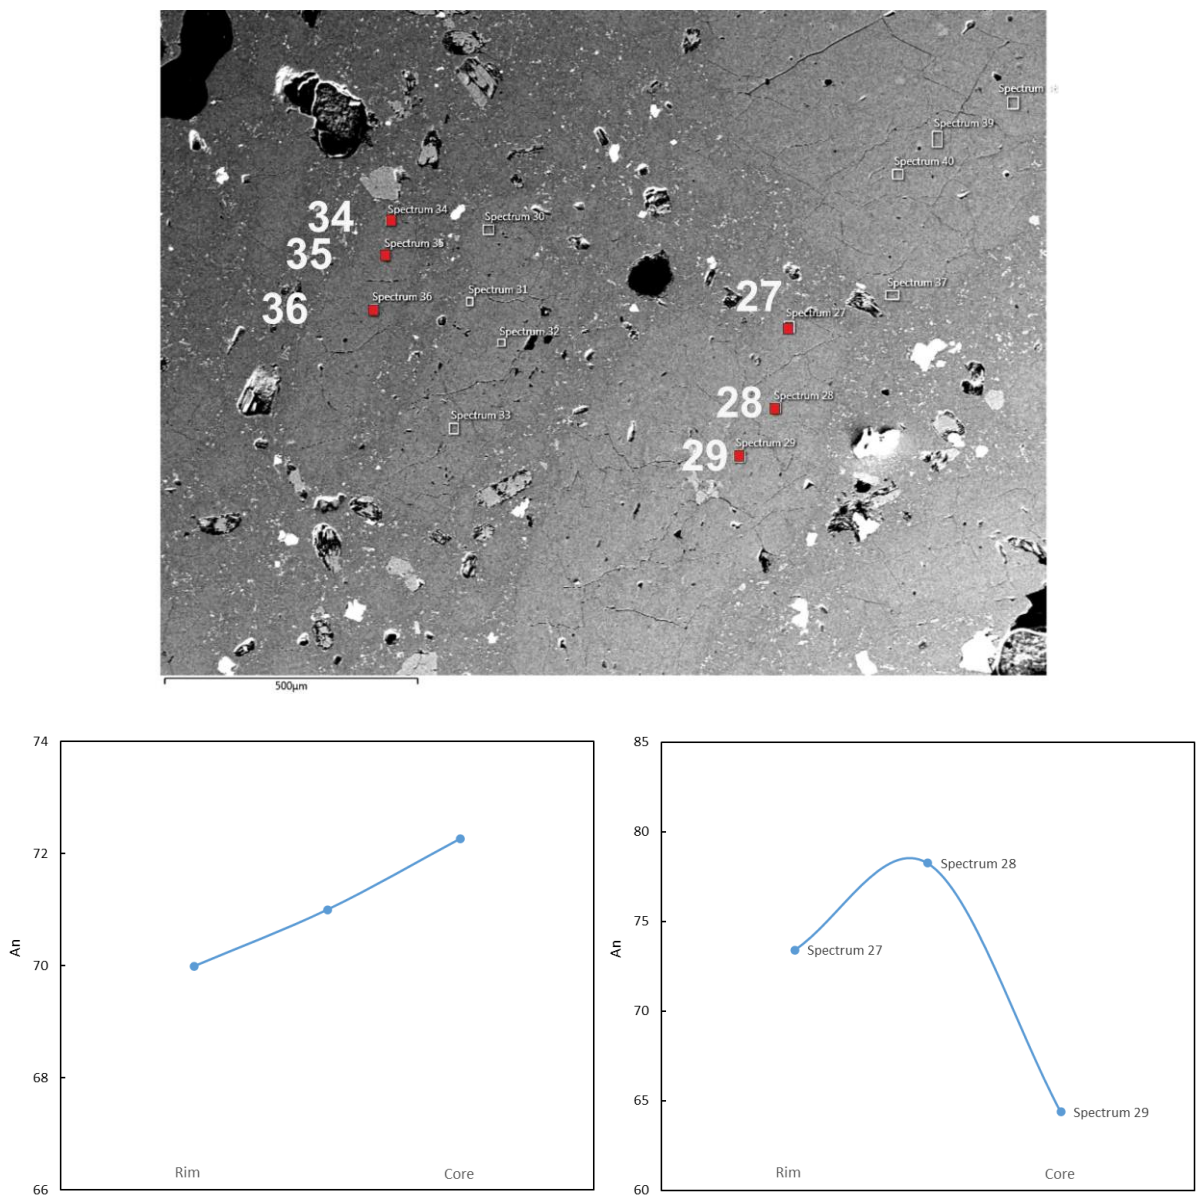 Spectrum
Spectrum 39
Spectrum 40
34
Spectrum 34
Spectrum 30
35
Spectrum 35
36
Spectrum 36
Spectrum 31
Spectrum 37
27
Spectrum 27
Spectrum 32
28
Spectrum 28
Spectrum 33
29
Spectrum 29
500µm
74
72
70
68
66
An
Rim
Core
85
80
75
70
65
60
An
Spectrum 28
Spectrum 27
Spectrum 29
Rim
Core